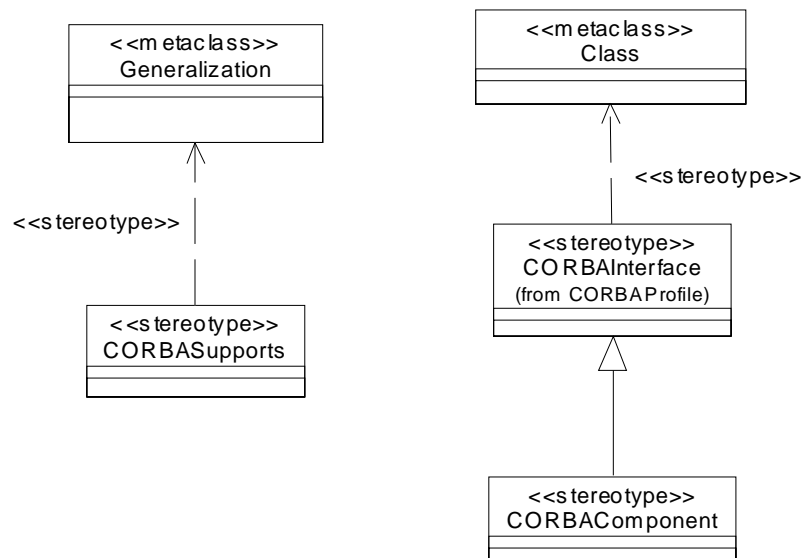 <<metaclass>>
Generalization
<<metaclass>>
Class
<<stereotype>>
<<stereotype>>
<<stereotype>>
CORBAInterface
(from CORBAProfile)
<<stereotype>>
CORBASupports
<<stereotype>>
CORBAComponent